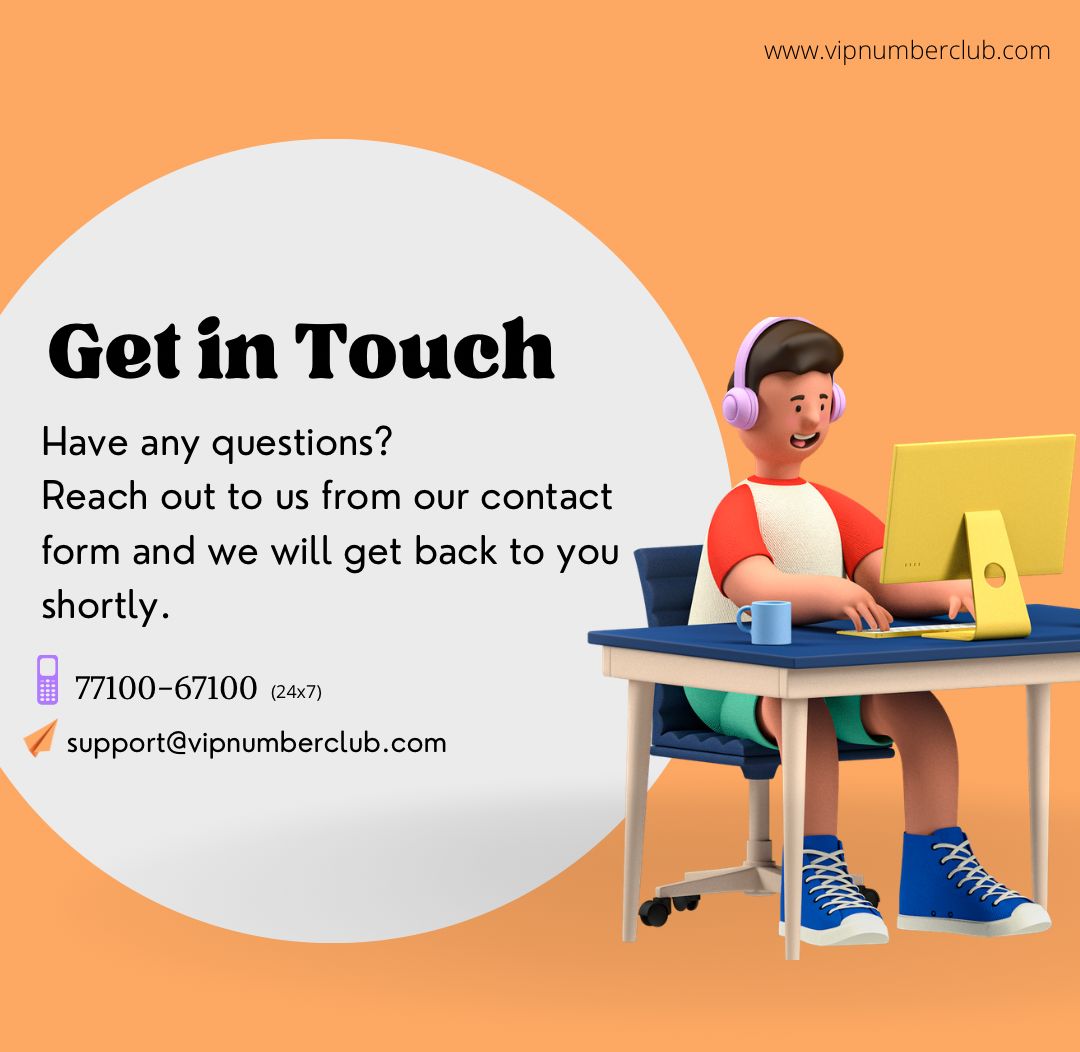 www.vipnumberclub.com
Get in Touch
Have any questions?
Reach out to us from our contact
form and we will get back to you
shortly.
77100-67100 (24x7)
support@vipnumberclub.com